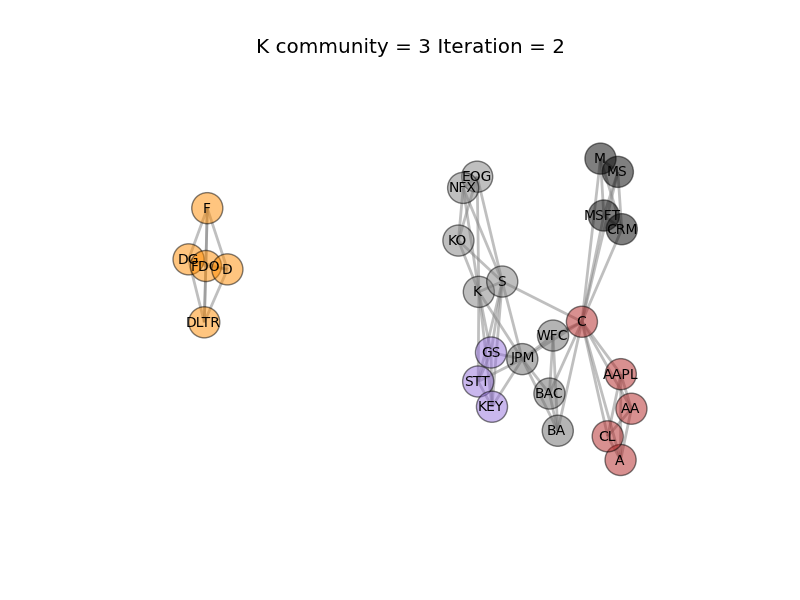 K community = 3 Iteration = 2
M
MS
EOG
NFX
F
MSFT
CRM
KO
DG
FDO
D
S
K
DLTR
C
WFC
GS
JPM
AAPL
STT
BAC
KEY
AA
BA
CL
A